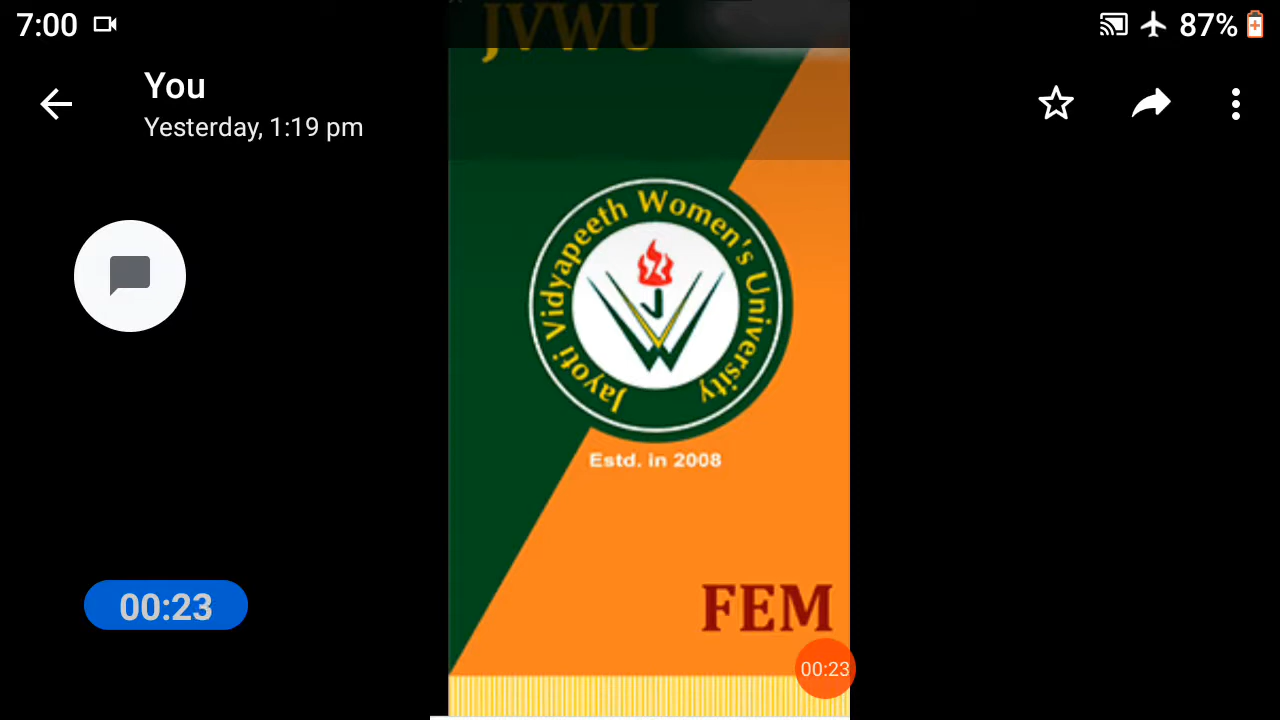 7:00
87%
JVWU
You
Yesterday, 1:19 pm
Jayoti Vidyapeeth Women's University
Estd. in 2008
FEM
00:23
00:23